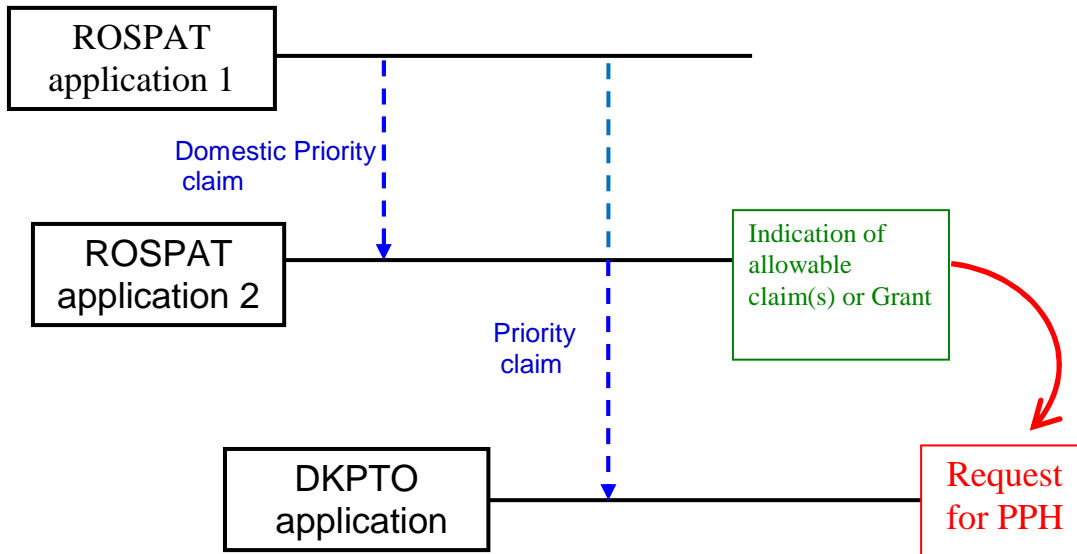 ROSPAT
application 1
Domestic Priority
claim
ROSPAT
application 2
Indication of
allowable
claim(s) or Grant
Priority
claim
DKPTO
application
Request
for PPH